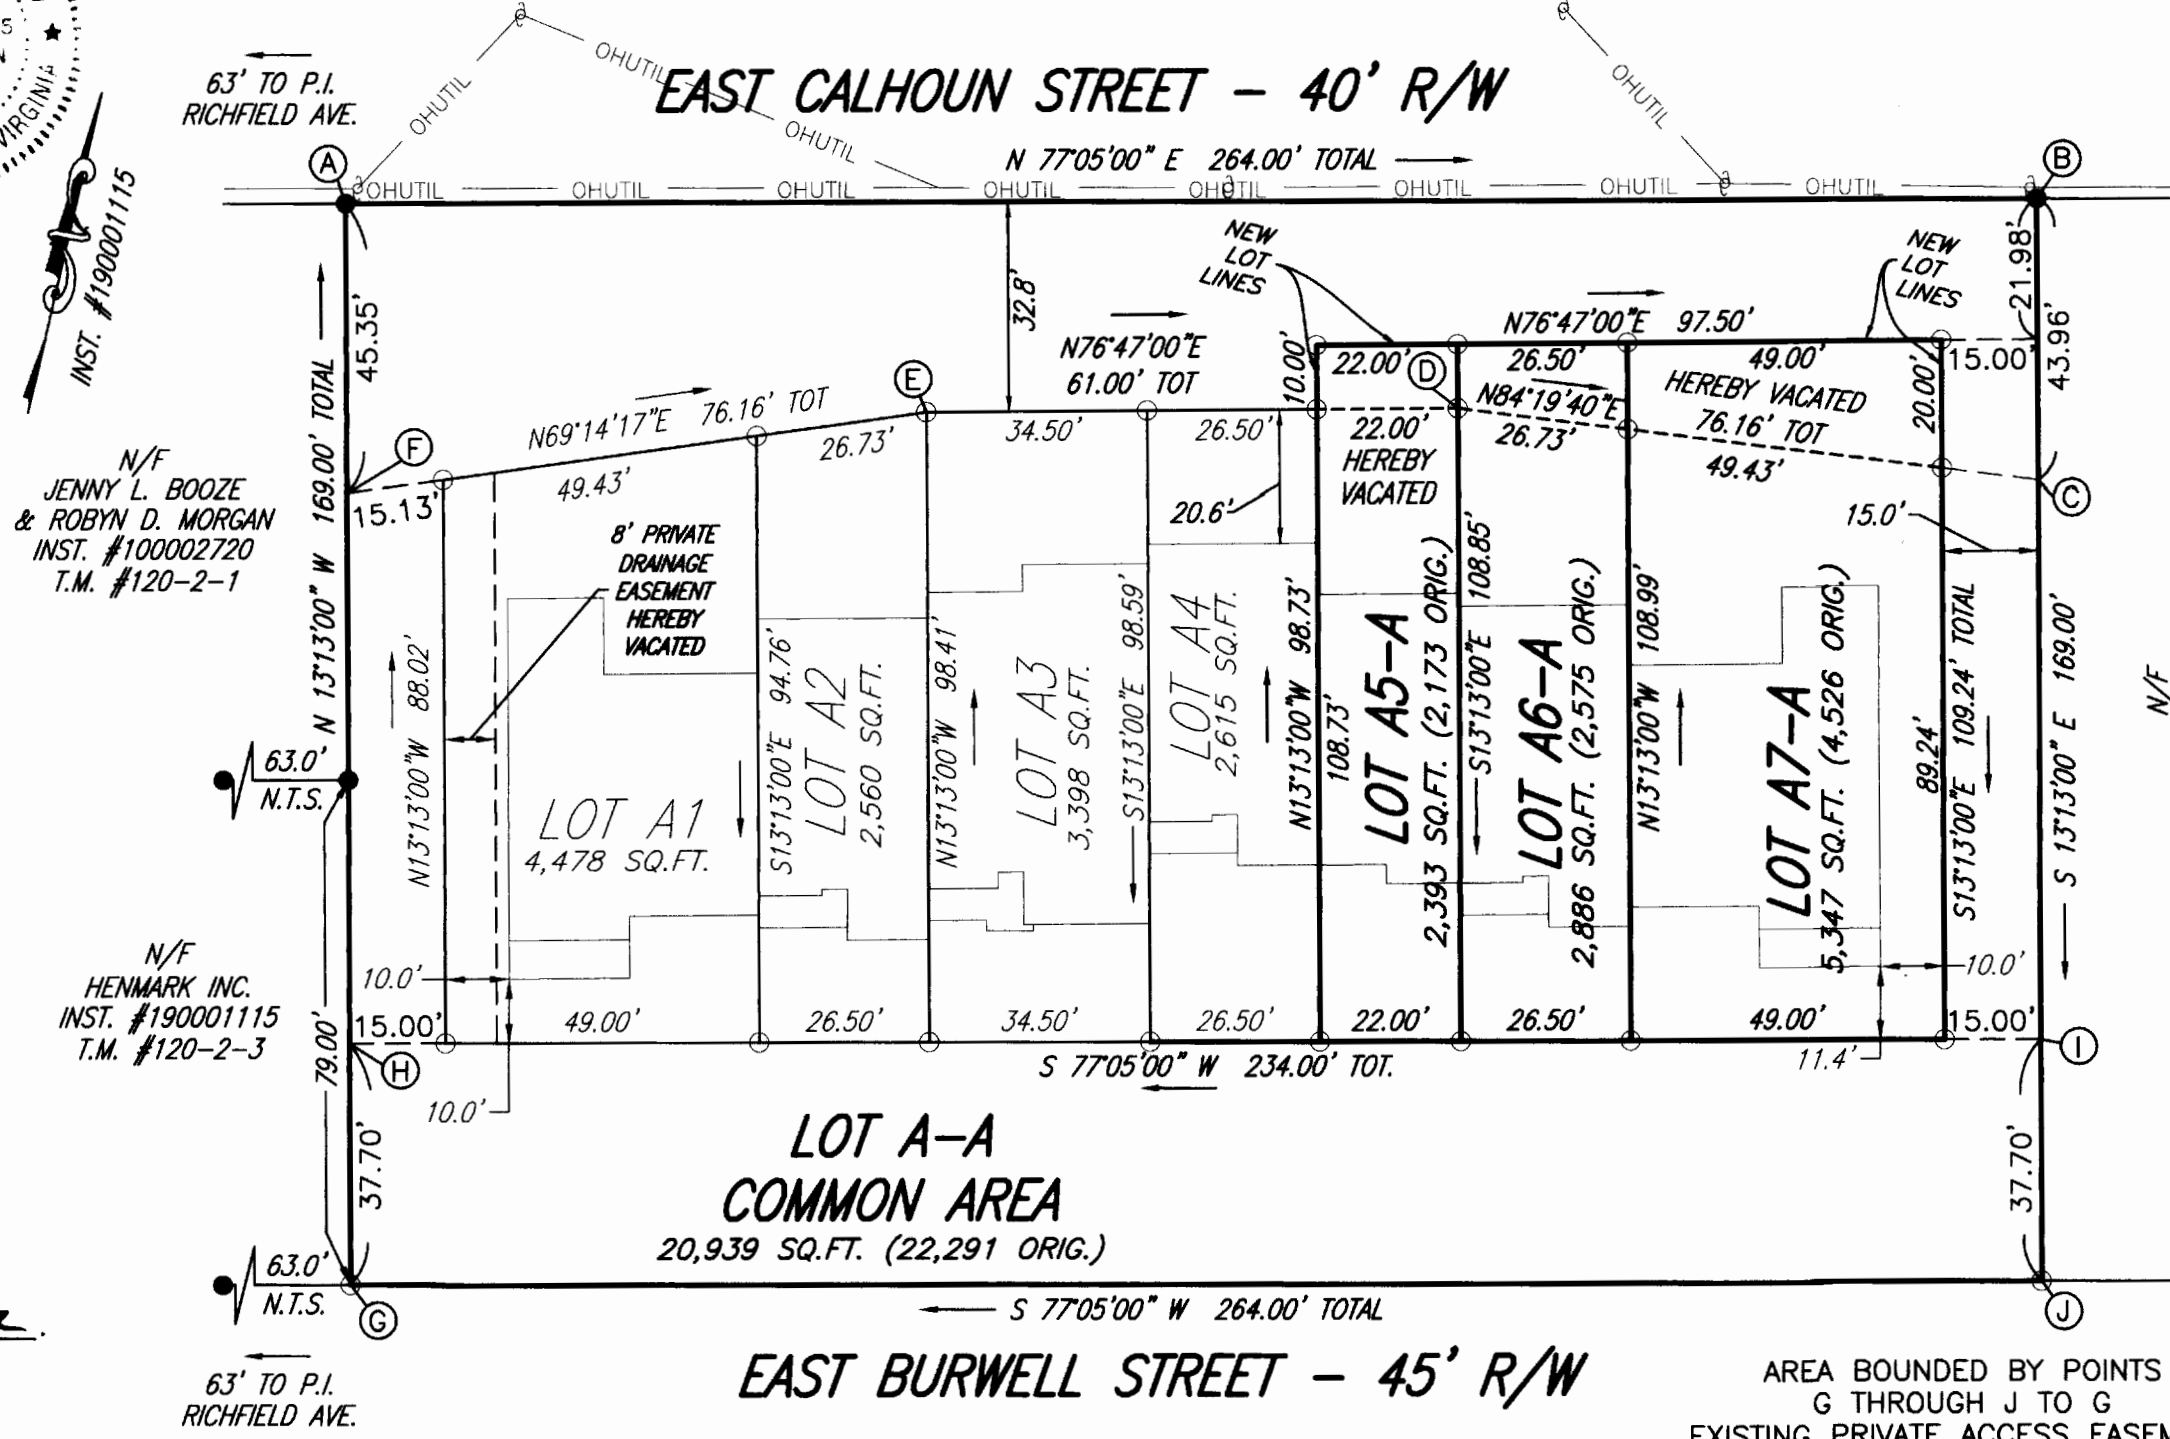 VIRGINIA
63' TO P.I.
RICHFIELD AVE.
OHUTIL
OHUTIL
OHUTIL
OHUTIL
EAST CALHOUN STREET - 40' R/W
N 77°05'00" E 264.00' TOTAL
A
B
OHUTIL OHUTIL OHUTIL OHUTIL OHUTIL OHUTIL OHUTIL OHUTIL
INST. #190001115
45.35'
N 13°13'00" W 169.00' TOTAL
32.8'
NEW
LOT
LINES
NEW
LOT
LINES
21.98'
43.96'
N76°47'00"E 97.50'
N76°47'00"E
61.00' TOT
10.00'
22.00'
26.50'
49.00'
15.00'
D
N84°19'40"E
HEREBY VACATED
76.16' TOT
20.00'
E
N69°14'17"E 76.16' TOT
26.73'
49.43'
34.50'
26.50'
22.00'
HEREBY
VACATED
26.73'
49.43'
F
15.13'
C
15.0'
20.6'
N/F
JENNY L. BOOZE
& ROBYN D. MORGAN
INST. #100002720
T.M. #120-2-1
8' PRIVATE
DRAINAGE
EASEMENT
HEREBY
VACATED
N13°13'00"W 88.02'
LOT A1
4,478 SQ.FT.
S13°13'00"E 94.76'
LOT A2
2,560 SQ.FT.
N13°13'00"W 98.41'
LOT A3
3,398 SQ.FT.
S13°13'00"E 98.59'
LOT A4
2,615 SQ.FT.
N13°13'00"W 98.73'
108.73'
LOT A5-A
2,393 SQ.FT. (2,173 ORIG.)
S13°13'00"E 108.85'
LOT A6-A
2,886 SQ.FT. (2,575 ORIG.)
N13°13'00"W 108.99'
LOT A7-A
5,347 SQ.FT. (4,526 ORIG.)
89.24'
S13°13'00"E 109.24' TOTAL
S 13°13'00" E 169.00'
N/F
63.0'
N.T.S.
N/F
HENMARK INC.
INST. #190001115
T.M. #120-2-3
79.00'
10.0'
10.0'
15.00'
49.00'
26.50'
34.50'
26.50'
22.00'
26.50'
49.00'
15.00'
H
I
S 77°05'00" W 234.00' TOT.
11.4'
10.0'
37.70'
37.70'
LOT A-A
COMMON AREA
20,939 SQ.FT. (22,291 ORIG.)
63.0'
N.T.S.
G
J
S 77°05'00" W 264.00' TOTAL
63' TO P.I.
RICHFIELD AVE.
EAST BURWELL STREET - 45' R/W
AREA BOUNDED BY POINTS
G THROUGH J TO G
EXISTING PRIVATE ACCESS